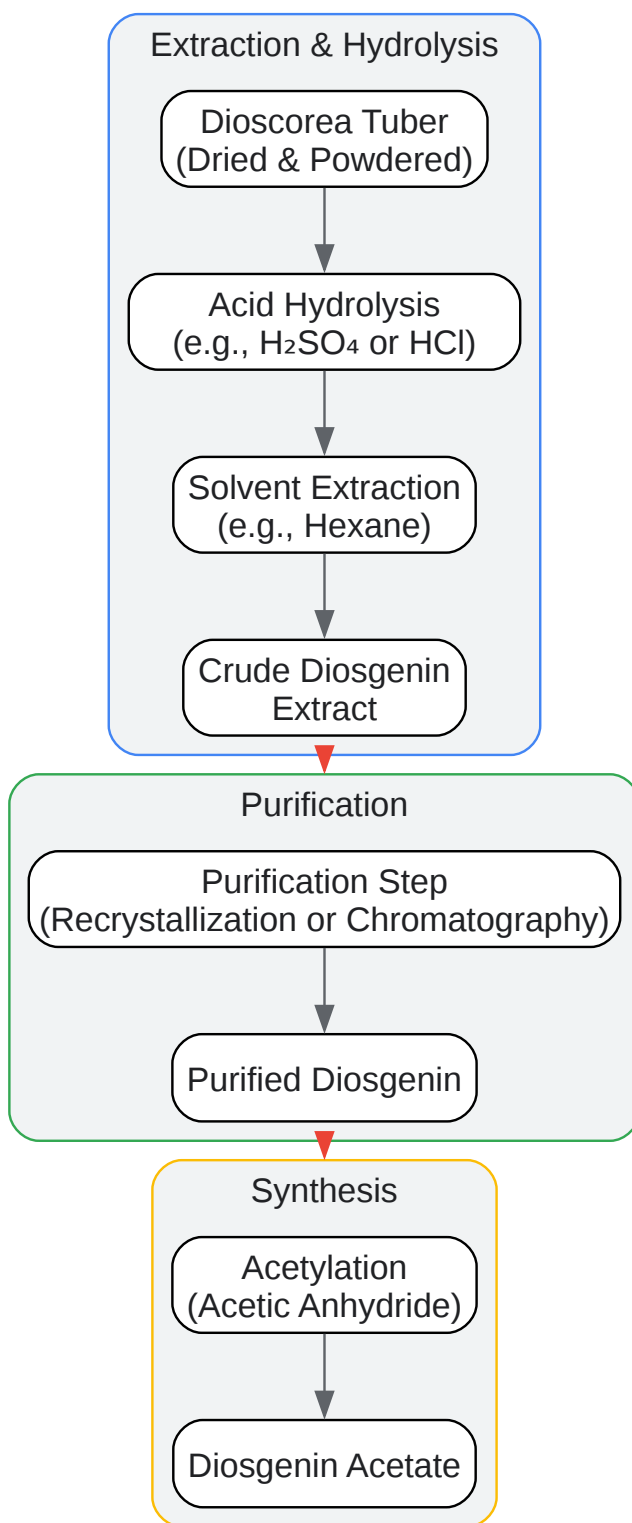 Extraction & Hydrolysis
Dioscorea Tuber
(Dried & Powdered)
Acid Hydrolysis
(e.g., H₂SO₄ or HCl)
Solvent Extraction
(e.g., Hexane)
Crude Diosgenin
Extract
Purification
Purification Step
(Recrystallization or Chromatography)
Purified Diosgenin
Synthesis
Acetylation
(Acetic Anhydride)
Diosgenin Acetate